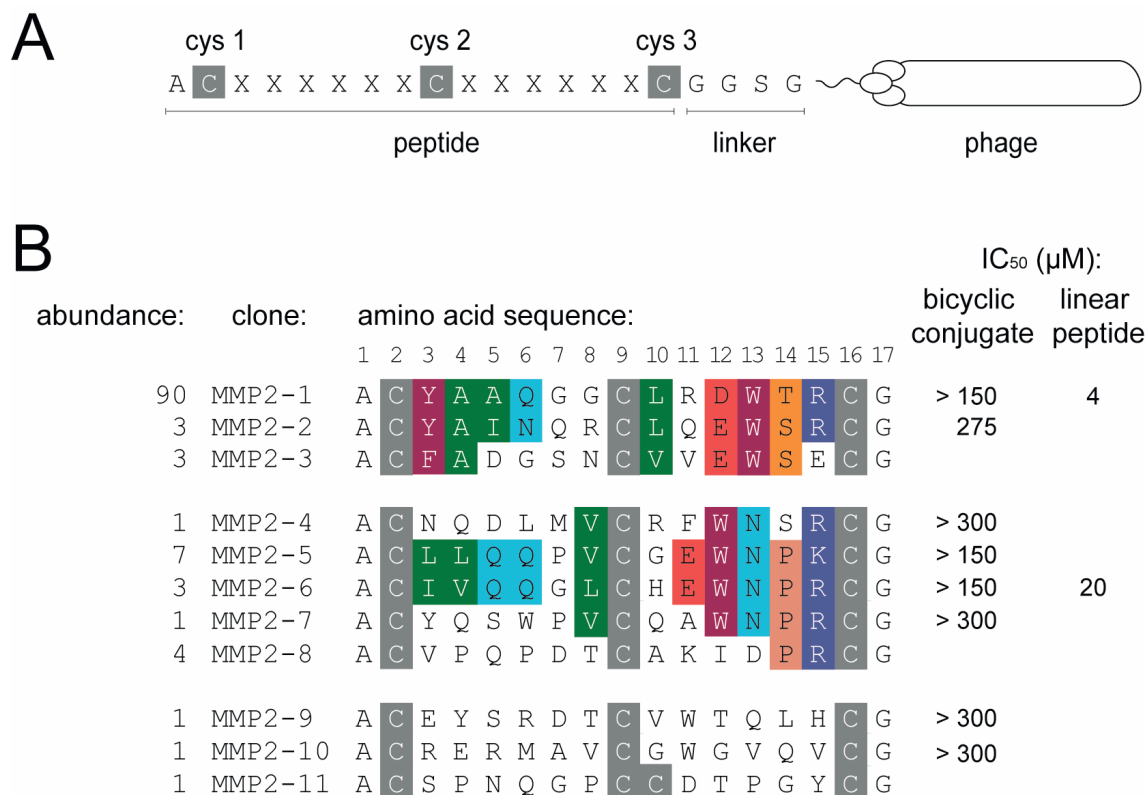 A
cys 1 cys 2 cys 3
A C X X X X X X C X X X X X X C G G S G
peptide linker phage
B
IC₅₀ (µM):
bicyclic linear
abundance: clone: amino acid sequence: conjugate peptide
1 2 3 4 5 6 7 8 9 10 11 12 13 14 15 16 17
90 MMP2-1 A C Y A A Q G G C L R D W T R C G > 150 4
3 MMP2-2 A C Y A I N Q R C L Q E W S R C G 275
3 MMP2-3 A C F A D G S N C V V E W S E C G
1 MMP2-4 A C N Q D L M V C R F W N S R C G > 300
7 MMP2-5 A C L L Q Q P V C G E W N P K C G > 150
3 MMP2-6 A C I V Q Q G L C H E W N P R C G > 150 20
1 MMP2-7 A C Y Q S W P V C Q A W N P R C G > 300
4 MMP2-8 A C V P Q P D T C A K I D P R C G
1 MMP2-9 A C E Y S R D T C V W T Q L H C G > 300
1 MMP2-10 A C R E R M A V C G W G V Q V C G > 300
1 MMP2-11 A C S P N Q G P C C D T P G Y C G